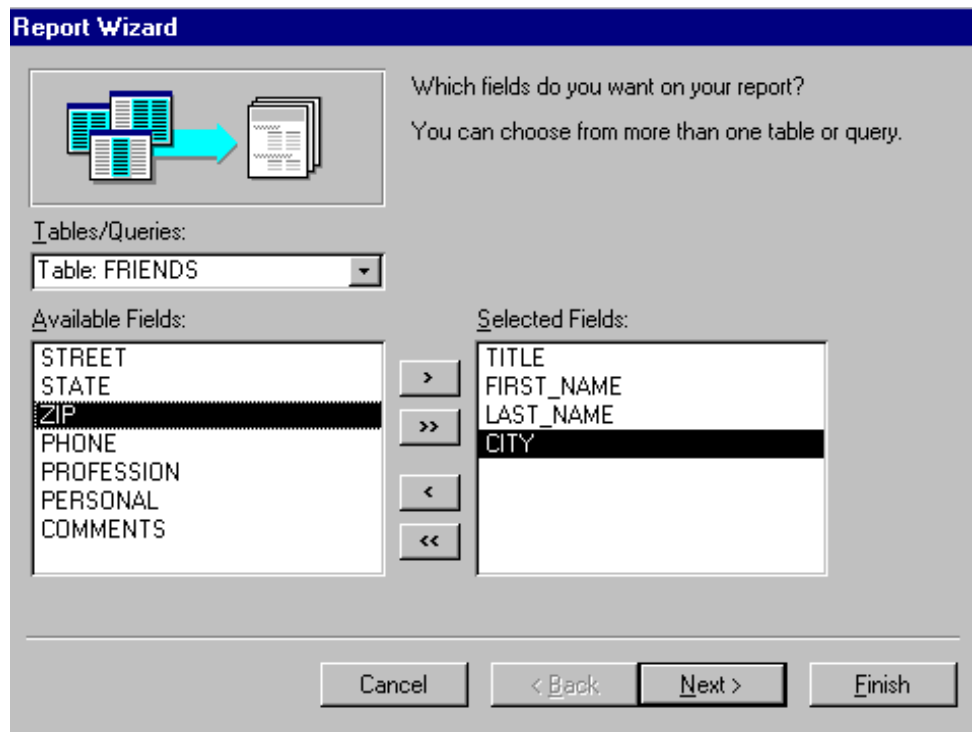 Report Wizard
Which fields do you want on your report?
You can choose from more than one table or query.
Tables/Queries:
Table: FRIENDS
Available Fields:
STREET
STATE
ZIP
PHONE
PROFESSION
PERSONAL
COMMENTS
>
>>
<
<<
Selected Fields:
TITLE
FIRST_NAME
LAST_NAME
CITY
Cancel
< Back
Next >
Finish